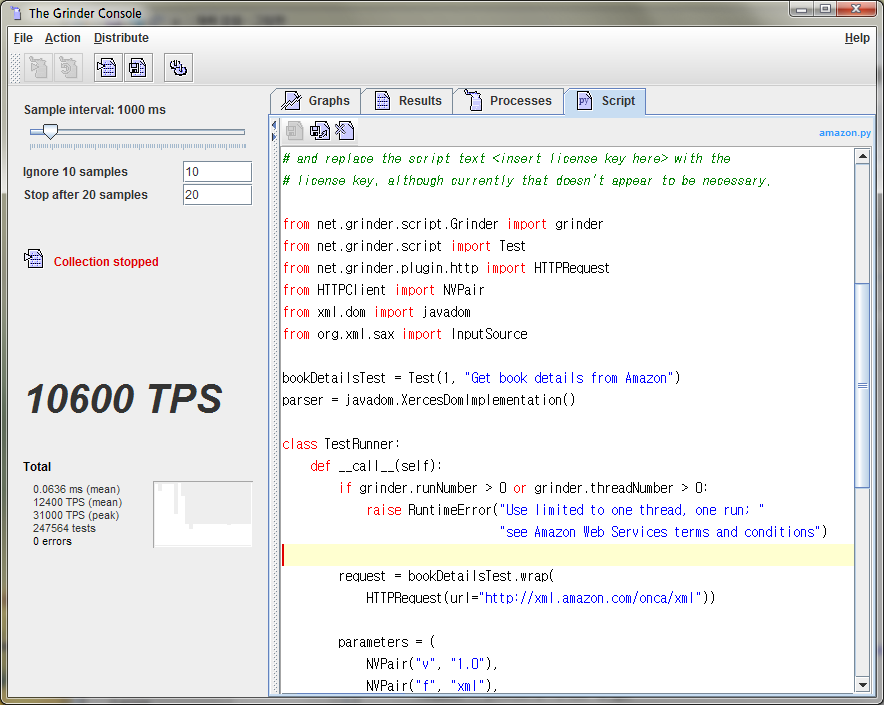 The Grinder Console
File Action Distribute Help
Sample interval: 1000 ms
Ignore 10 samples 10
Stop after 20 samples 20
Collection stopped
10600 TPS
Total
0.0636 ms (mean)
12400 TPS (mean)
31000 TPS (peak)
247564 tests
0 errors
Graphs Results Processes Script
amazon.py
# and replace the script text <insert license key here> with the
# license key, although currently that doesn't appear to be necessary.
from net.grinder.script.Grinder import grinder
from net.grinder.script import Test
from net.grinder.plugin.http import HTTPRequest
from HTTPClient import NVPair
from xml.dom import javadom
from org.xml.sax import InputSource
bookDetailsTest = Test(1, "Get book details from Amazon")
parser = javadom.XercesDomImplementation()
class TestRunner:
def __call__(self):
if grinder.runNumber > 0 or grinder.threadNumber > 0:
raise RuntimeError("Use limited to one thread, one run; "
"see Amazon Web Services terms and conditions")
request = bookDetailsTest.wrap(
HTTPRequest(url="http://xml.amazon.com/onca/xml"))
parameters = (
NVPair("v", "1.0"),
NVPair("f", "xml"),